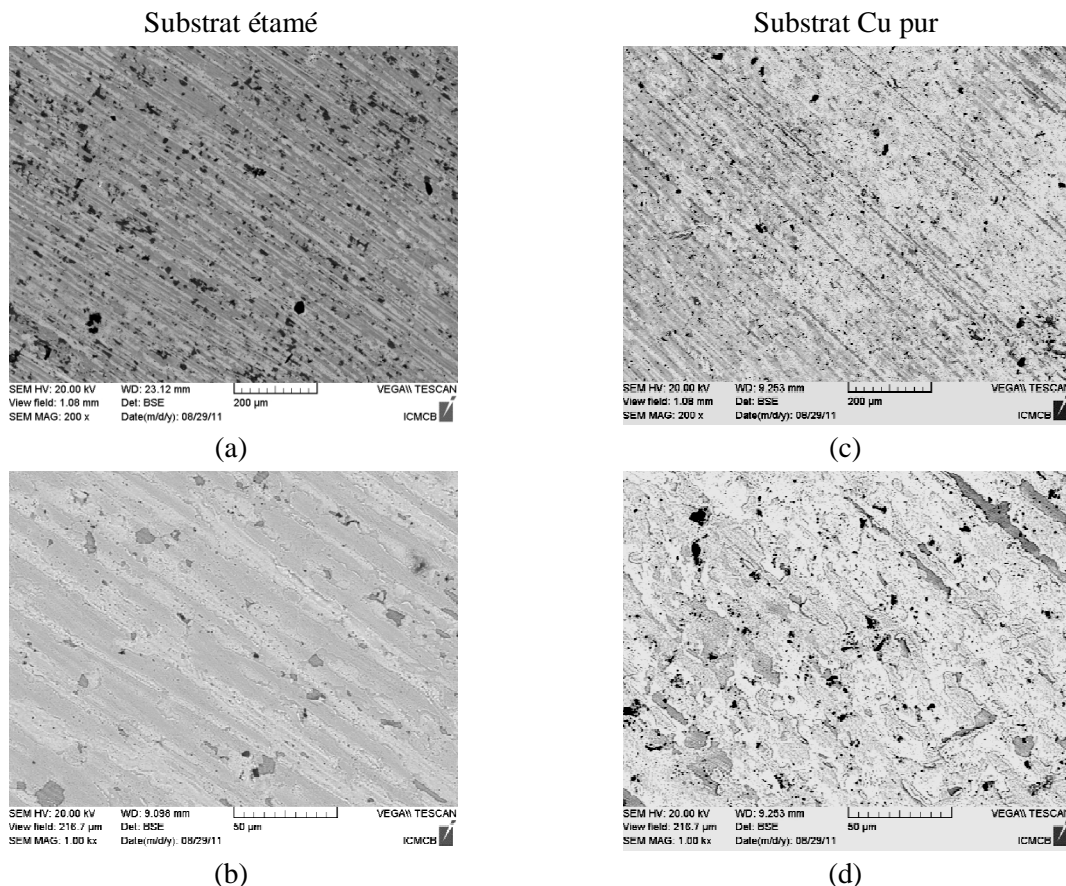 Substrat étamé
Substrat Cu pur
SEM HV: 20.00 kV WD: 23.12 mm VEGA\\ TESCAN
View field: 1.08 mm Det: BSE 200 µm
SEM MAG: 200 x Date(m/d/y): 08/29/11 ICMCB
(a)
SEM HV: 20.00 kV WD: 9.253 mm VEGA\\ TESCAN
View field: 1.08 mm Det: BSE 200 µm
SEM MAG: 200 x Date(m/d/y): 08/29/11 ICMCB
(c)
SEM HV: 20.00 kV WD: 9.098 mm VEGA\\ TESCAN
View field: 216.7 µm Det: BSE 50 µm
SEM MAG: 1.00 kx Date(m/d/y): 08/29/11 ICMCB
(b)
SEM HV: 20.00 kV WD: 9.253 mm VEGA\\ TESCAN
View field: 216.7 µm Det: BSE 50 µm
SEM MAG: 1.00 kx Date(m/d/y): 08/29/11 ICMCB
(d)